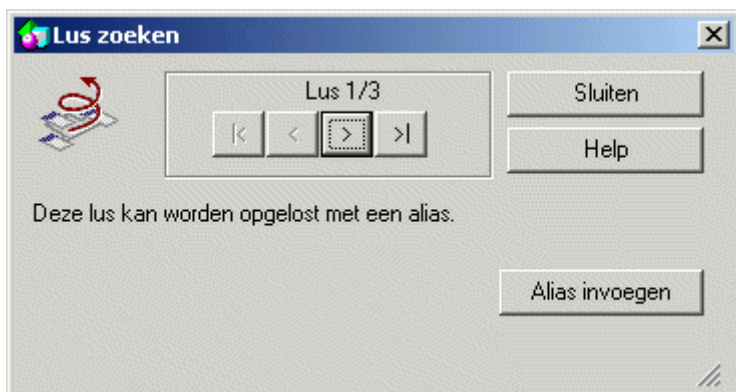 Lus zoeken
Lus 1/3
|< < > >|
Sluiten
Help
Deze lus kan worden opgelost met een alias.
Alias invoegen